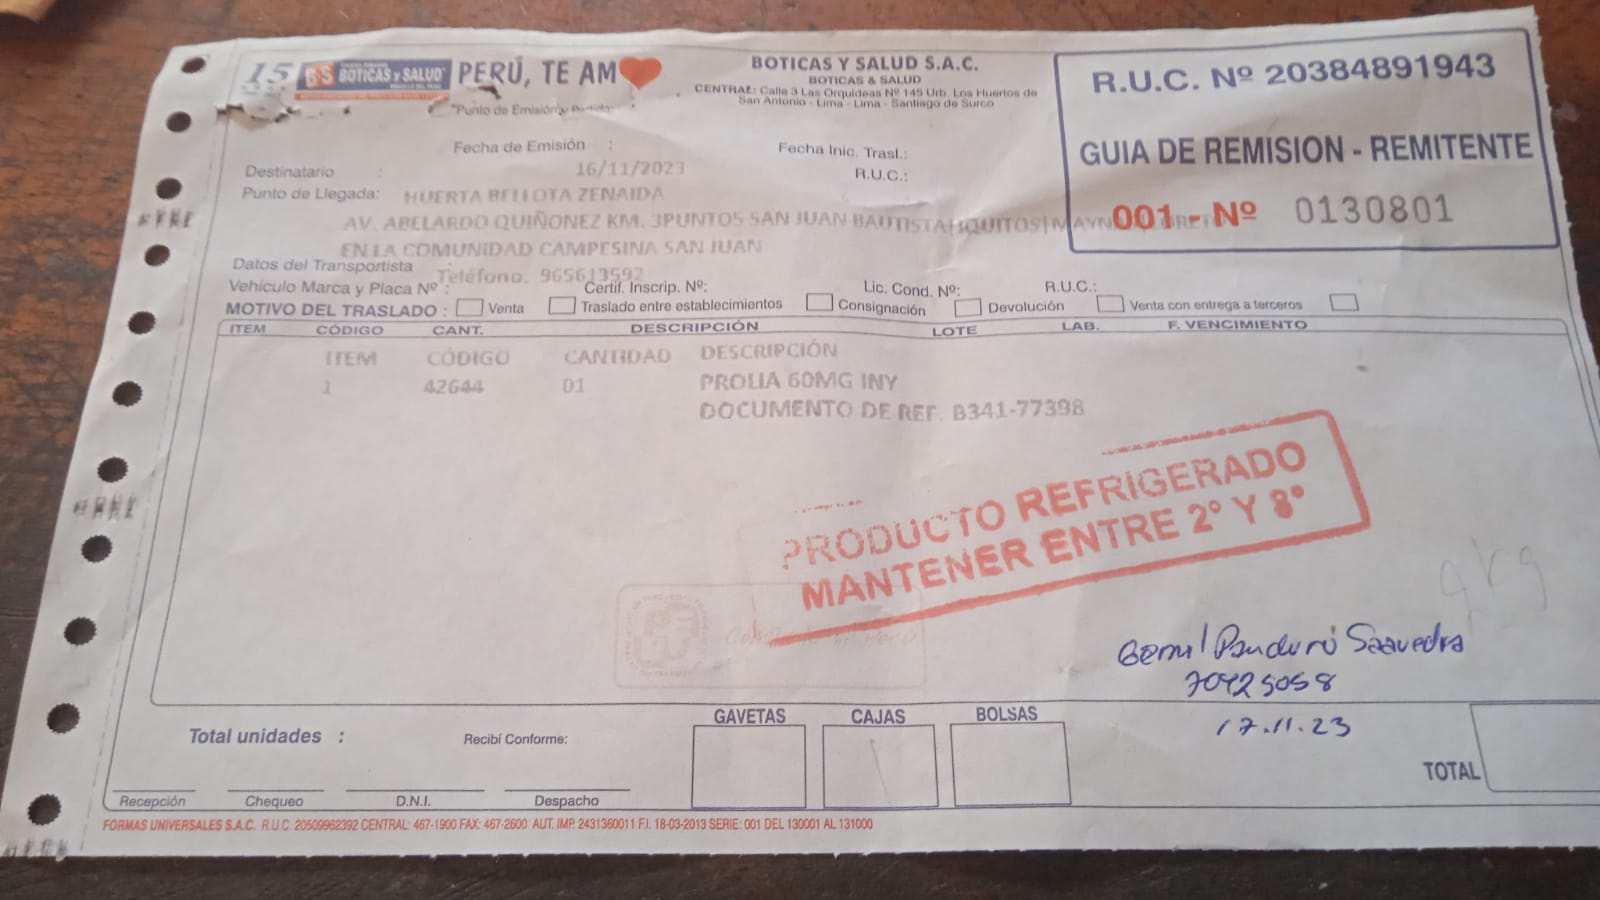 15 BS BOTICAS Y SALUD PERÚ, TE AM
"Punto de Emisión y
BOTICAS Y SALUD S.A.C.
BOTICAS & SALUD
CENTRAL: Calle 3 Las Orquideas Nº 145 Urb. Los Huertos de
San Antonio - Lima - Lima - Santiago de Surco
R.U.C. Nº 20384891943
GUIA DE REMISION - REMITENTE
001 - Nº 0130801
Fecha de Emisión :
16/11/2023
Fecha Inic. Trasl.:
R.U.C.:
Destinatario :
Punto de Llegada: HUERTA BELLOTA ZENAIDA
AV. ABELARDO QUIÑONEZ KM. 3PUNTO5 SAN JUAN BAUTISTA|IQUITOS|MAYN
EN LA COMUNIDAD CAMPESINA SAN JUAN
Datos del Transportista
Teléfono. 965613592
Vehículo Marca y Placa Nº : Certif. Inscrip. Nº: Lic. Cond. Nº: R.U.C.:
MOTIVO DEL TRASLADO : Venta Traslado entre establecimientos Consignación Devolución Venta con entrega a terceros
ITEM CÓDIGO CANT. DESCRIPCIÓN LOTE LAB. F. VENCIMIENTO
ITEM CÓDIGO CANTIDAD DESCRIPCIÓN
1 42644 01 PROLIA 60MG INY
DOCUMENTO DE REF. B341-77398
PRODUCTO REFRIGERADO
MANTENER ENTRE 2° Y 8°
Panduro Saavedra
70425058
17.11.23
GAVETAS CAJAS BOLSAS
Total unidades : Recibí Conforme:
TOTAL
Recepción Chequeo D.N.I. Despacho
FORMAS UNIVERSALES S.A.C. R.U.C. 20509962392 CENTRAL: 467-1900 FAX: 467-2600 AUT. IMP. 2431360011 F.I. 18-03-2013 SERIE: 001 DEL 130001 AL 131000